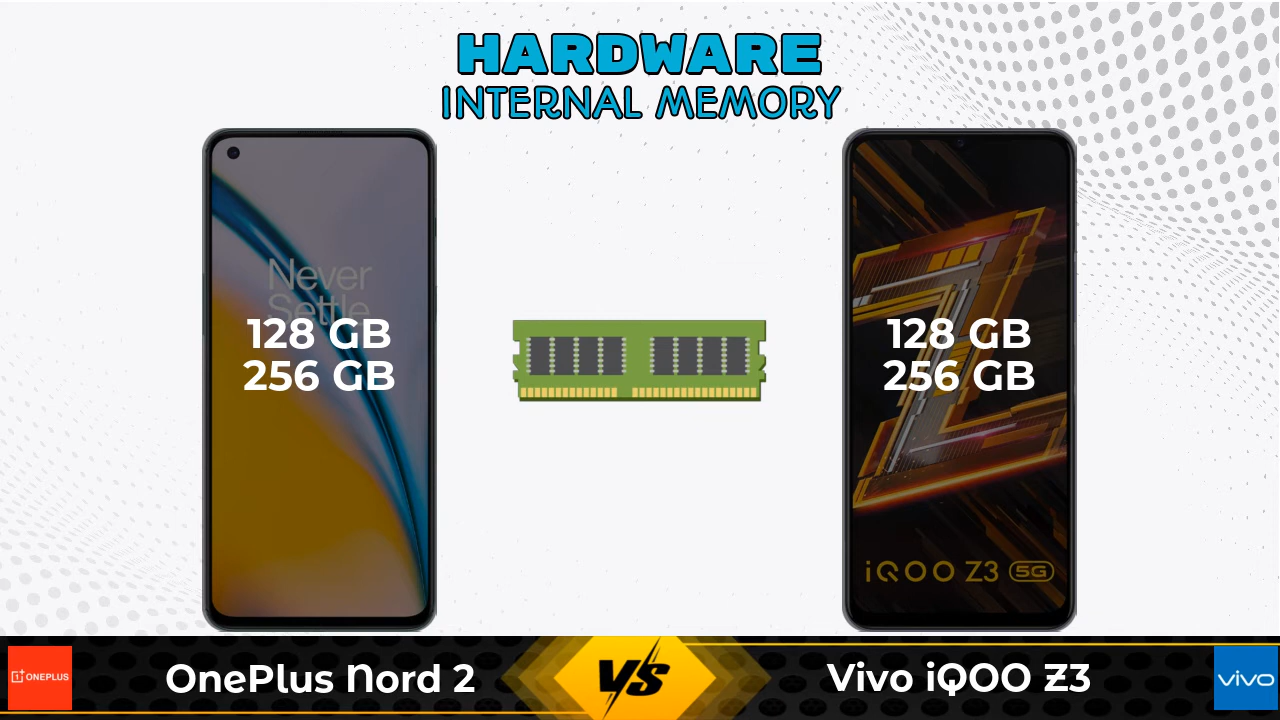 HARDWARE
INTERNAL MEMORY
Never
Settle
128 GB
256 GB
128 GB
256 GB
iQOO Z3 5G
1+ ONEPLUS
OnePlus Nord 2
VS
Vivo iQOO Z3
vivo